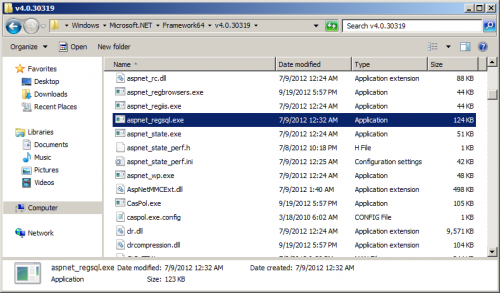 v4.0.30319
Windows Microsoft.NET Framework64 v4.0.30319
Search v4.0.30319
Organize Open New folder
Name Date modified Type Size
Favorites
Desktop
Downloads
Recent Places
Libraries
Documents
Music
Pictures
Videos
Computer
Network
aspnet_rc.dll 7/9/2012 12:24 AM Application extension 88 KB
aspnet_regbrowsers.exe 9/19/2012 5:57 PM Application 44 KB
aspnet_regiis.exe 7/9/2012 12:24 AM Application 44 KB
aspnet_regsql.exe 7/9/2012 12:32 AM Application 124 KB
aspnet_state.exe 7/9/2012 12:24 AM Application 51 KB
aspnet_state_perf.h 7/8/2012 10:18 PM H File 1 KB
aspnet_state_perf.ini 7/9/2012 12:25 AM Configuration settings 42 KB
aspnet_wp.exe 7/9/2012 12:24 AM Application 48 KB
AspNetMMCExt.dll 7/9/2012 1:40 AM Application extension 498 KB
CasPol.exe 9/19/2012 5:57 PM Application 105 KB
caspol.exe.config 3/18/2010 6:02 AM CONFIG File 1 KB
clr.dll 7/9/2012 12:24 AM Application extension 9,571 KB
clrcompression.dll 9/19/2012 5:57 PM Application extension 104 KB
aspnet_regsql.exe Date modified: 7/9/2012 12:32 AM Date created: 7/9/2012 12:32 AM
Application Size: 123 KB